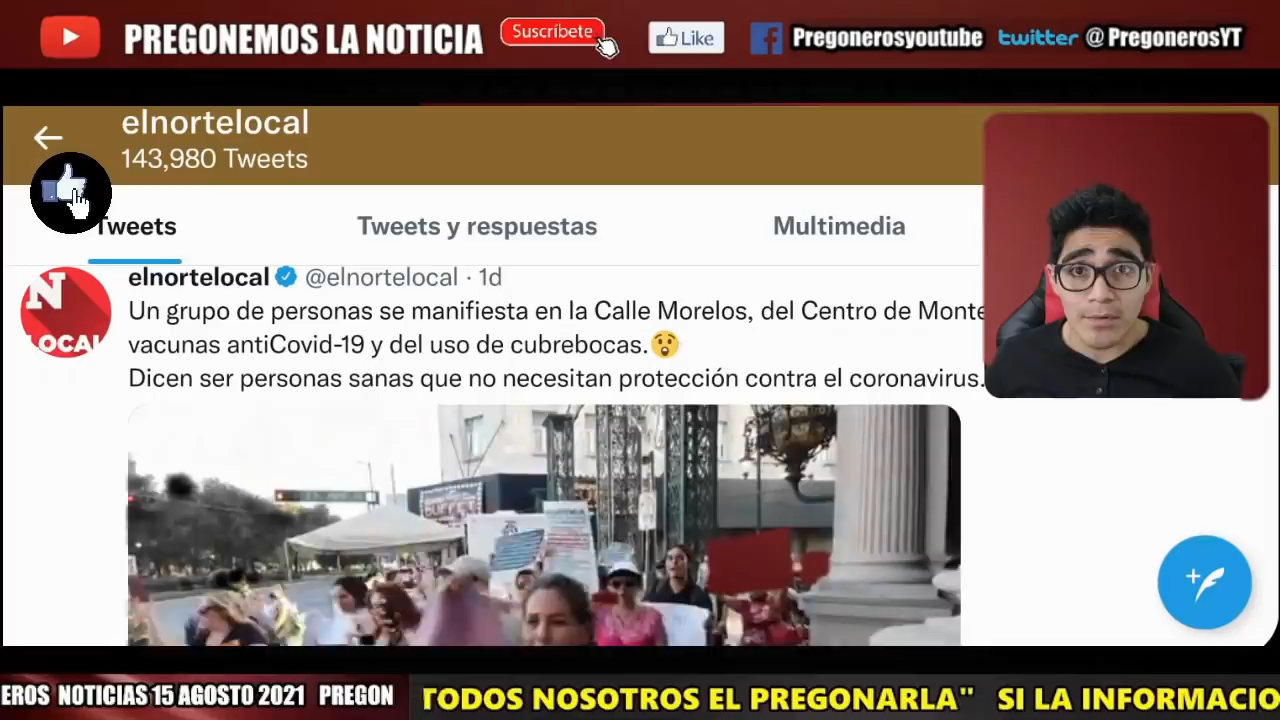 PREGONEMOS LA NOTICIA
Suscríbete
Like
Pregonerosyoutube
twitter @PregonerosYT
elnortelocal
143,980 Tweets
Tweets
Tweets y respuestas
Multimedia
elnortelocal @elnortelocal · 1d
Un grupo de personas se manifiesta en la Calle Morelos, del Centro de Monte
vacunas antiCovid-19 y del uso de cubrebocas.😲
Dicen ser personas sanas que no necesitan protección contra el coronavirus.
N
LOCAL
EROS NOTICIAS 15 AGOSTO 2021 PREGON
TODOS NOSOTROS EL PREGONARLA" SI LA INFORMACIO